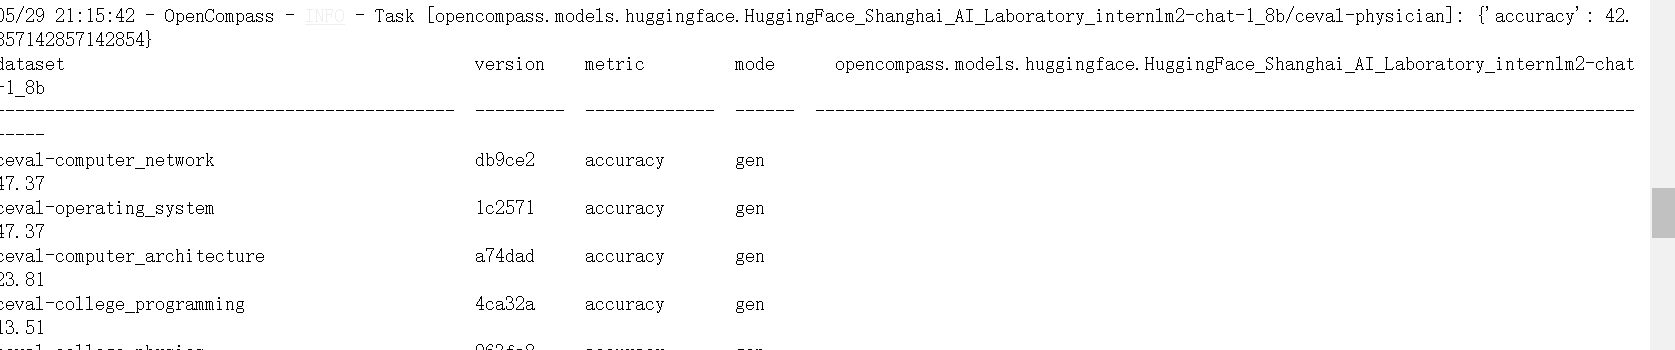 05/29 21:15:42 - OpenCompass - INFO - Task [opencompass.models.huggingface.HuggingFace_Shanghai_AI_Laboratory_internlm2-chat-1_8b/ceval-physician]: {'accuracy': 42.
857142857142854}
dataset version metric mode opencompass.models.huggingface.HuggingFace_Shanghai_AI_Laboratory_internlm2-chat
-1_8b
--------------------------------------------- --------- ------------- ------ ----------------------------------------------------------------------------------
-----
ceval-computer_network db9ce2 accuracy gen
47.37
ceval-operating_system 1c2571 accuracy gen
47.37
ceval-computer_architecture a74dad accuracy gen
23.81
ceval-college_programming 4ca32a accuracy gen
13.51